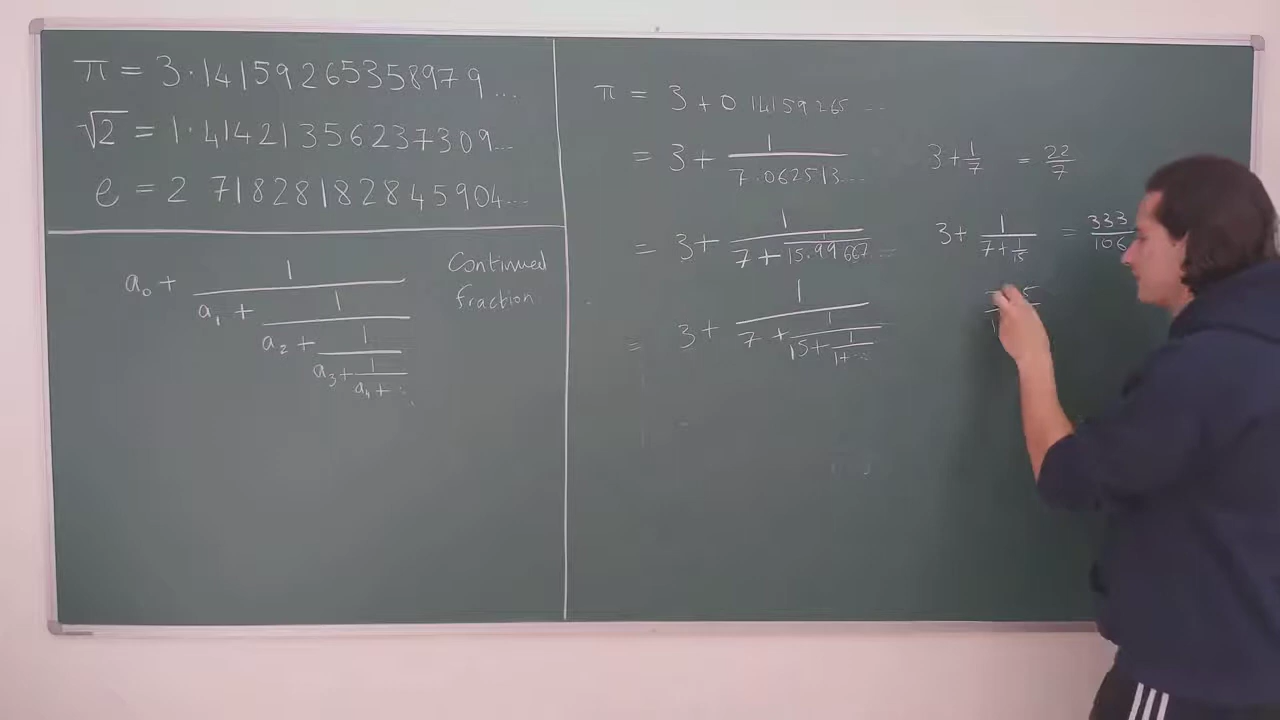 π = 3.14159265358979...
√2 = 1.41421356237309...
e = 2 71828182845904...
a₀ + 1/(a₁ + 1/(a₂ + 1/(a₃ + 1/(a₄ + ⋱))))
Continued
fraction
π = 3 + 0 14159265 ...
= 3 + 1/7.062513...
3 + 1/7 = 22/7
= 3 + 1/(7 + 1/15.99667...)
3 + 1/(7 + 1/15) = 333/106
= 3 + 1/(7 + 1/(15 + 1/(1 + ...)))